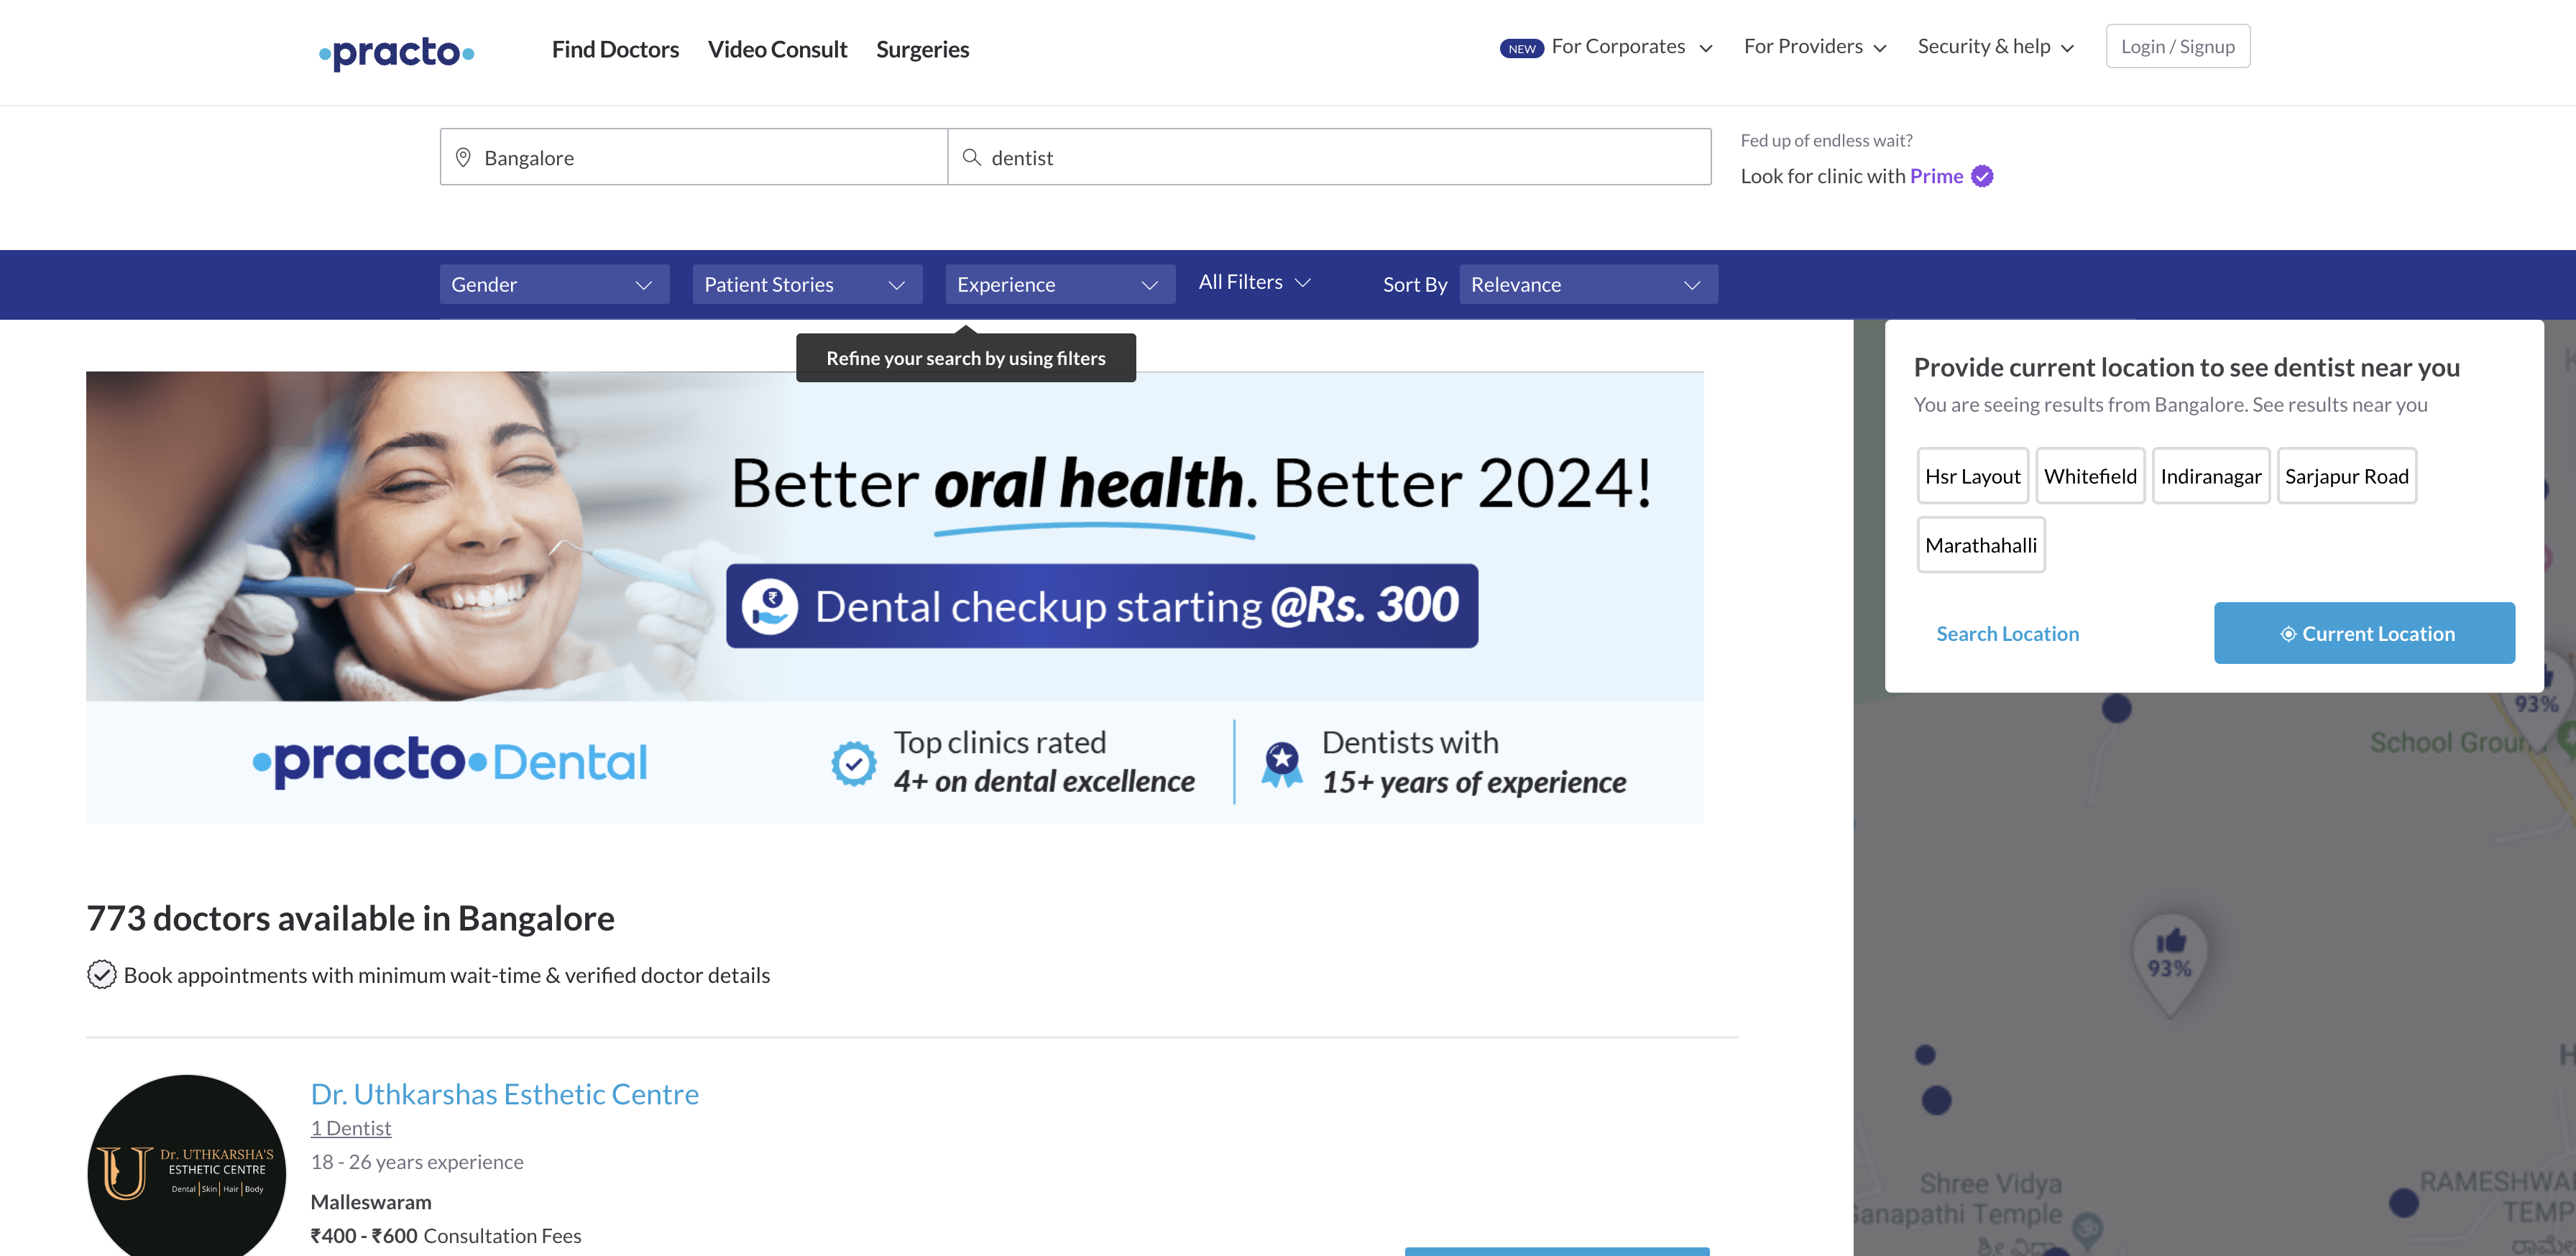 practo
Find Doctors
Video Consult
Surgeries
NEW
For Corporates
For Providers
Security & help
Login / Signup
Bangalore
dentist
Fed up of endless wait?
Look for clinic with Prime
Gender
Patient Stories
Experience
All Filters
Sort By
Relevance
Refine your search by using filters
Better oral health. Better 2024!
₹
Dental checkup starting @Rs. 300
practo Dental
Top clinics rated
4+ on dental excellence
Dentists with
15+ years of experience
Provide current location to see dentist near you
You are seeing results from Bangalore. See results near you
Hsr Layout
Whitefield
Indiranagar
Sarjapur Road
Marathahalli
Search Location
Current Location
93%
School Groun
93%
773 doctors available in Bangalore
Book appointments with minimum wait-time & verified doctor details
Dr. Uthkarshas Esthetic Centre
1 Dentist
18 - 26 years experience
Malleswaram
₹400 - ₹600 Consultation Fees
U
Dr. UTHKARSHA'S
ESTHETIC CENTRE
Dental | Skin | Hair | Body
Shree Vidya
Ganapathi Temple
RAMESHWA
TEMP